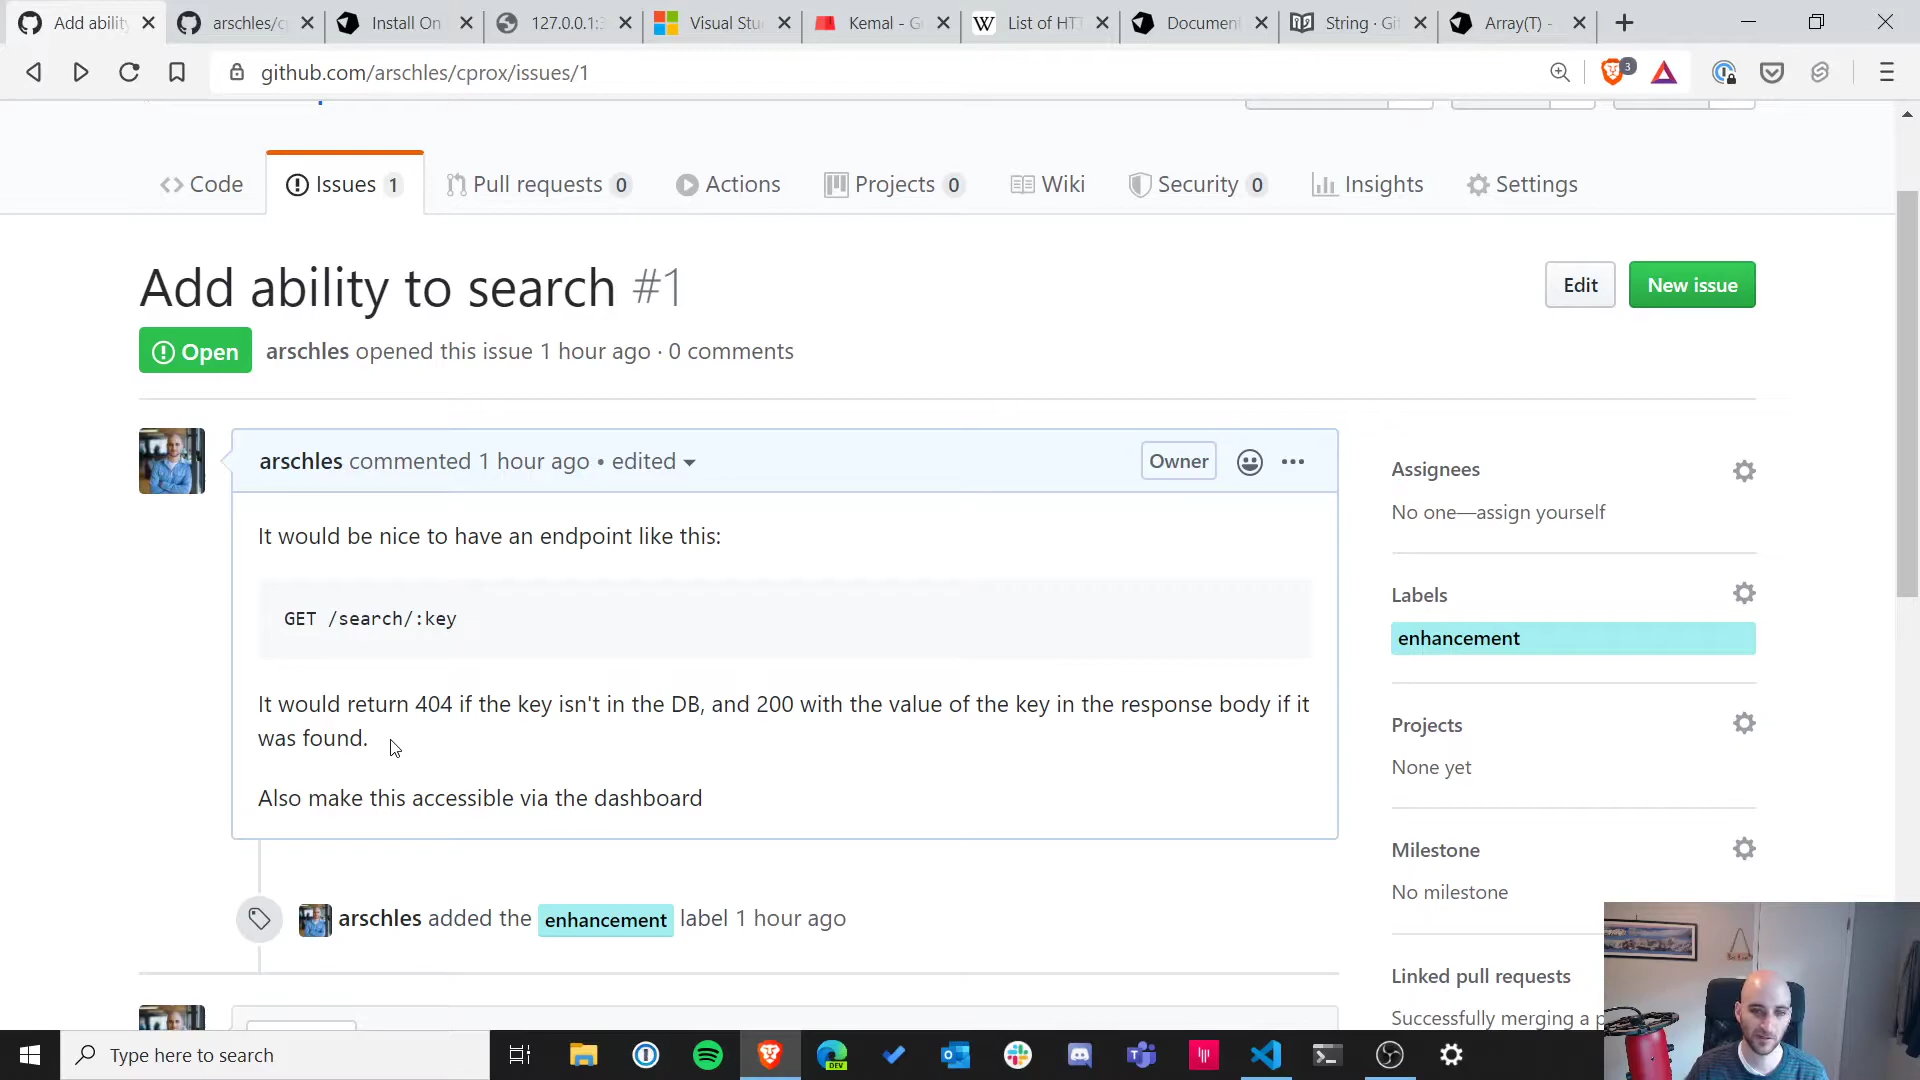 Add ability
arschles/cp
Install On
127.0.0.1:3
Visual Stu
Kemal - G
List of HT
Document
String · Git
Array(T) -
github.com/arschles/cprox/issues/1
3
Code
Issues 1
Pull requests 0
Actions
Projects 0
Wiki
Security 0
Insights
Settings
Add ability to search #1
Edit
New issue
Open
arschles opened this issue 1 hour ago · 0 comments
arschles commented 1 hour ago • edited
Owner
It would be nice to have an endpoint like this:
GET /search/:key
It would return 404 if the key isn't in the DB, and 200 with the value of the key in the response body if it
was found.
Also make this accessible via the dashboard
arschles added the enhancement label 1 hour ago
Assignees
No one—assign yourself
Labels
enhancement
Projects
None yet
Milestone
No milestone
Linked pull requests
Successfully merging a p
Type here to search
DEV